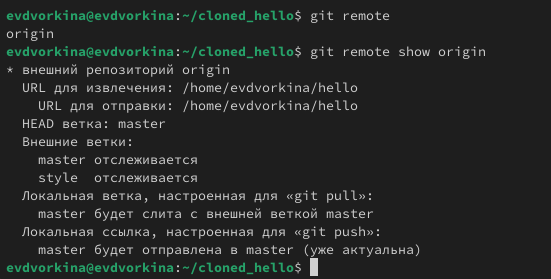 evdvorkina@evdvorkina:~/cloned_hello$ git remote
origin
evdvorkina@evdvorkina:~/cloned_hello$ git remote show origin
* внешний репозиторий origin
  URL для извлечения: /home/evdvorkina/hello
    URL для отправки: /home/evdvorkina/hello
  HEAD ветка: master
  Внешние ветки:
    master отслеживается
    style  отслеживается
  Локальная ветка, настроенная для «git pull»:
    master будет слита с внешней веткой master
  Локальная ссылка, настроенная для «git push»:
    master будет отправлена в master (уже актуальна)
evdvorkina@evdvorkina:~/cloned_hello$